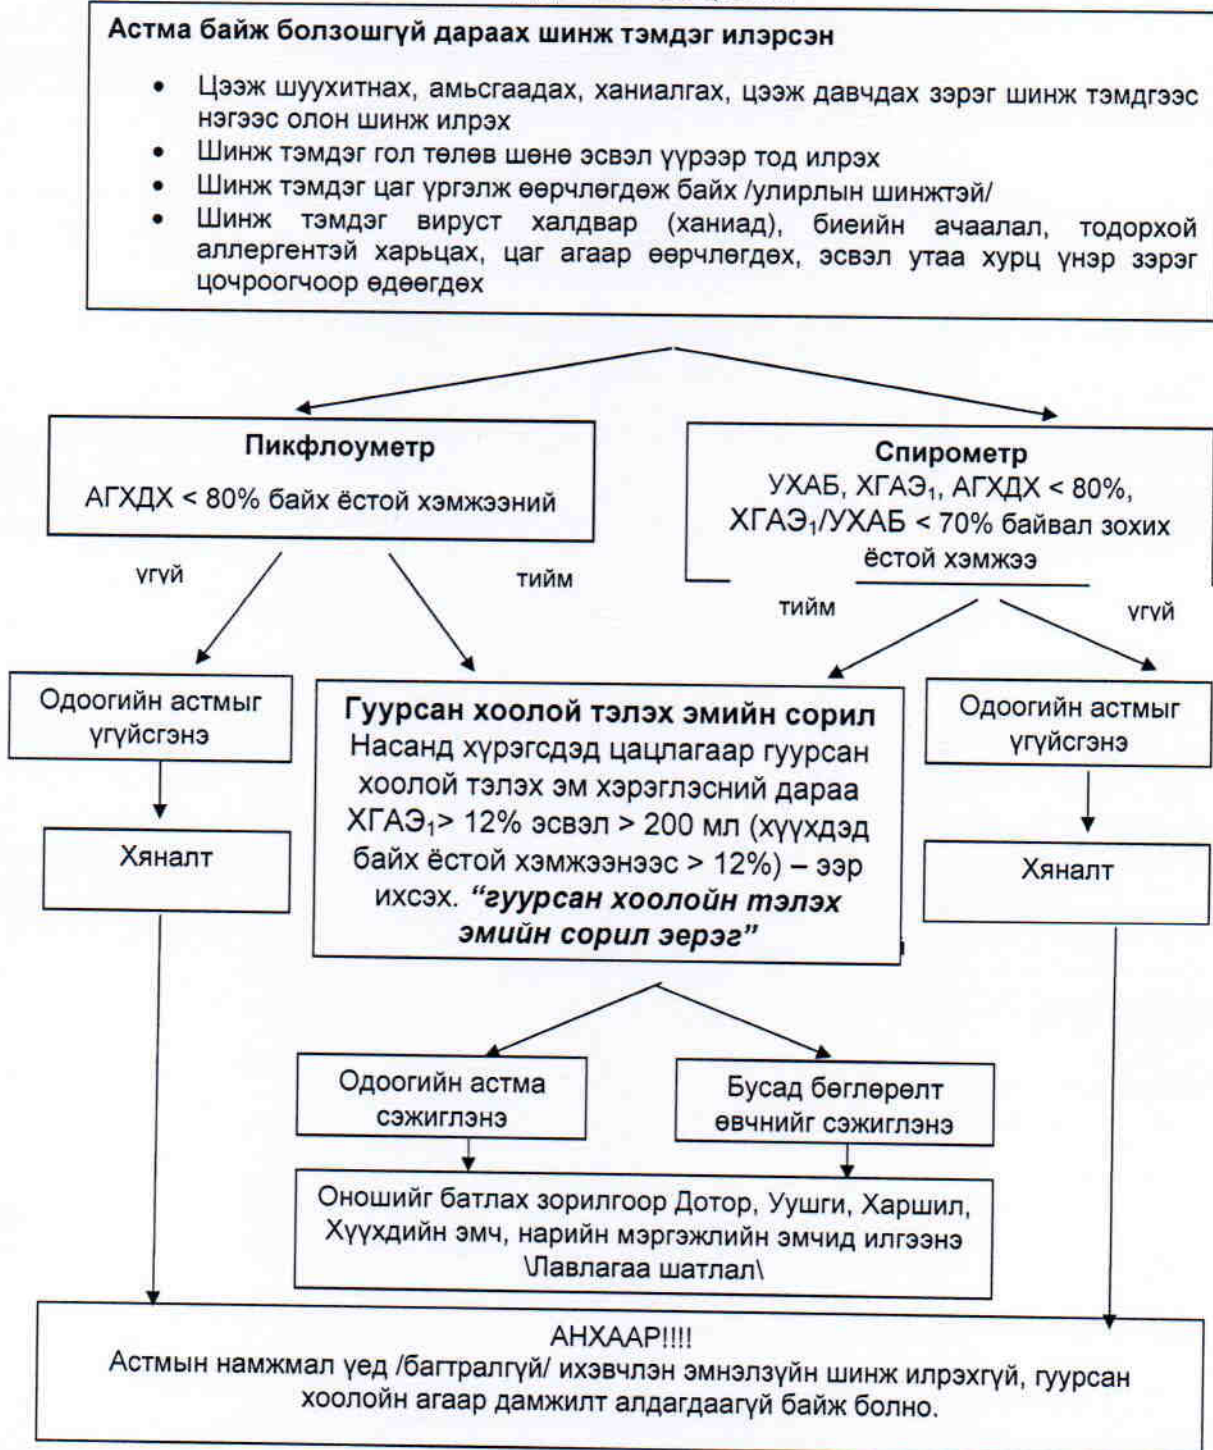 Астма байж болзошгүй дараах шинж тэмдэг илэрсэн
• Цээж шуухитнах, амьсгаадах, ханиалгах, цээж давчдах зэрэг шинж тэмдгээс
нэгээс олон шинж илрэх
• Шинж тэмдэг гол төлөв шөнө эсвэл үүрээр тод илрэх
• Шинж тэмдэг цаг үргэлж өөрчлөгдөж байх /улирлын шинжтэй/
• Шинж тэмдэг вируст халдвар (ханиад), биеийн ачаалал, тодорхой
аллергентэй харьцах, цаг агаар өөрчлөгдөх, эсвэл утаа хурц үнэр зэрэг
цочроогчоор өдөөгдөх
Пикфлоуметр
АГХДХ < 80% байх ёстой хэмжээний
Спирометр
УХАБ, ХГАЭ₁, АГХДХ < 80%,
ХГАЭ₁/УХАБ < 70% байвал зохих
ёстой хэмжээ
үгүй
тийм
тийм
үгүй
Одоогийн астмыг
үгүйсгэнэ
Гуурсан хоолой тэлэх эмийн сорил
Насанд хүрэгсдэд цацлагаар гуурсан
хоолой тэлэх эм хэрэглэсний дараа
ХГАЭ₁> 12% эсвэл > 200 мл (хүүхдэд
байх ёстой хэмжээнээс > 12%) – ээр
ихсэх. “гуурсан хоолойн тэлэх
эмийн сорил эерэг”
Одоогийн астмыг
үгүйсгэнэ
Хяналт
Хяналт
Одоогийн астма
сэжиглэнэ
Бусад бөглөрөлт
өвчнийг сэжиглэнэ
Оношийг батлах зорилгоор Дотор, Уушги, Харшил,
Хүүхдийн эмч, нарийн мэргэжлийн эмчид илгээнэ
\Лавлагаа шатлал\
АНХААР!!!!
Астмын намжмал үед /багтралгүй/ ихэвчлэн эмнэлзүйн шинж илрэхгүй, гуурсан
хоолойн агаар дамжилт алдагдаагүй байж болно.